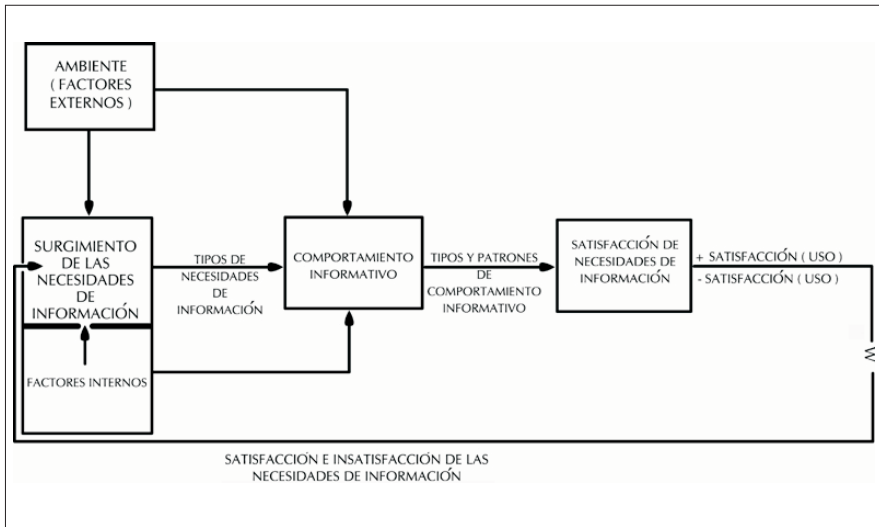 AMBIENTE
( FACTORES
EXTERNOS )
SURGIMIENTO
DE LAS
NECESIDADES
DE
INFORMACIÓN
FACTORES INTERNOS
TIPOS DE
NECESIDADES
DE
INFORMACIÓN
COMPORTAMIENTO
INFORMATIVO
TIPOS Y PATRONES
DE
COMPORTAMIENTO
INFORMATIVO
SATISFACCIÓN DE
NECESIDADES DE
INFORMACIÓN
+ SATISFACCIÓN ( USO )
- SATISFACCIÓN ( USO )
W
SATISFACCIÓN E INSATISFACCIÓN DE LAS
NECESIDADES DE INFORMACIÓN